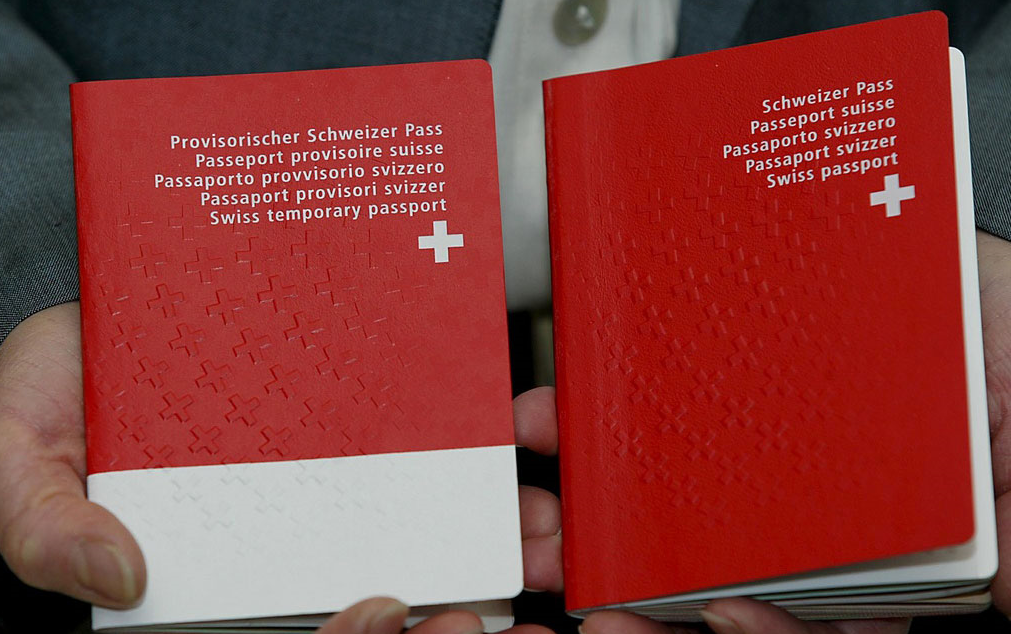 Provisorischer Schweizer Pass
Passeport provisoire suisse
Passaporto provvisorio svizzero
Passaport provisori svizzer
Swiss temporary passport
Schweizer Pass
Passeport suisse
Passaporto svizzero
Passaport svizzer
Swiss passport